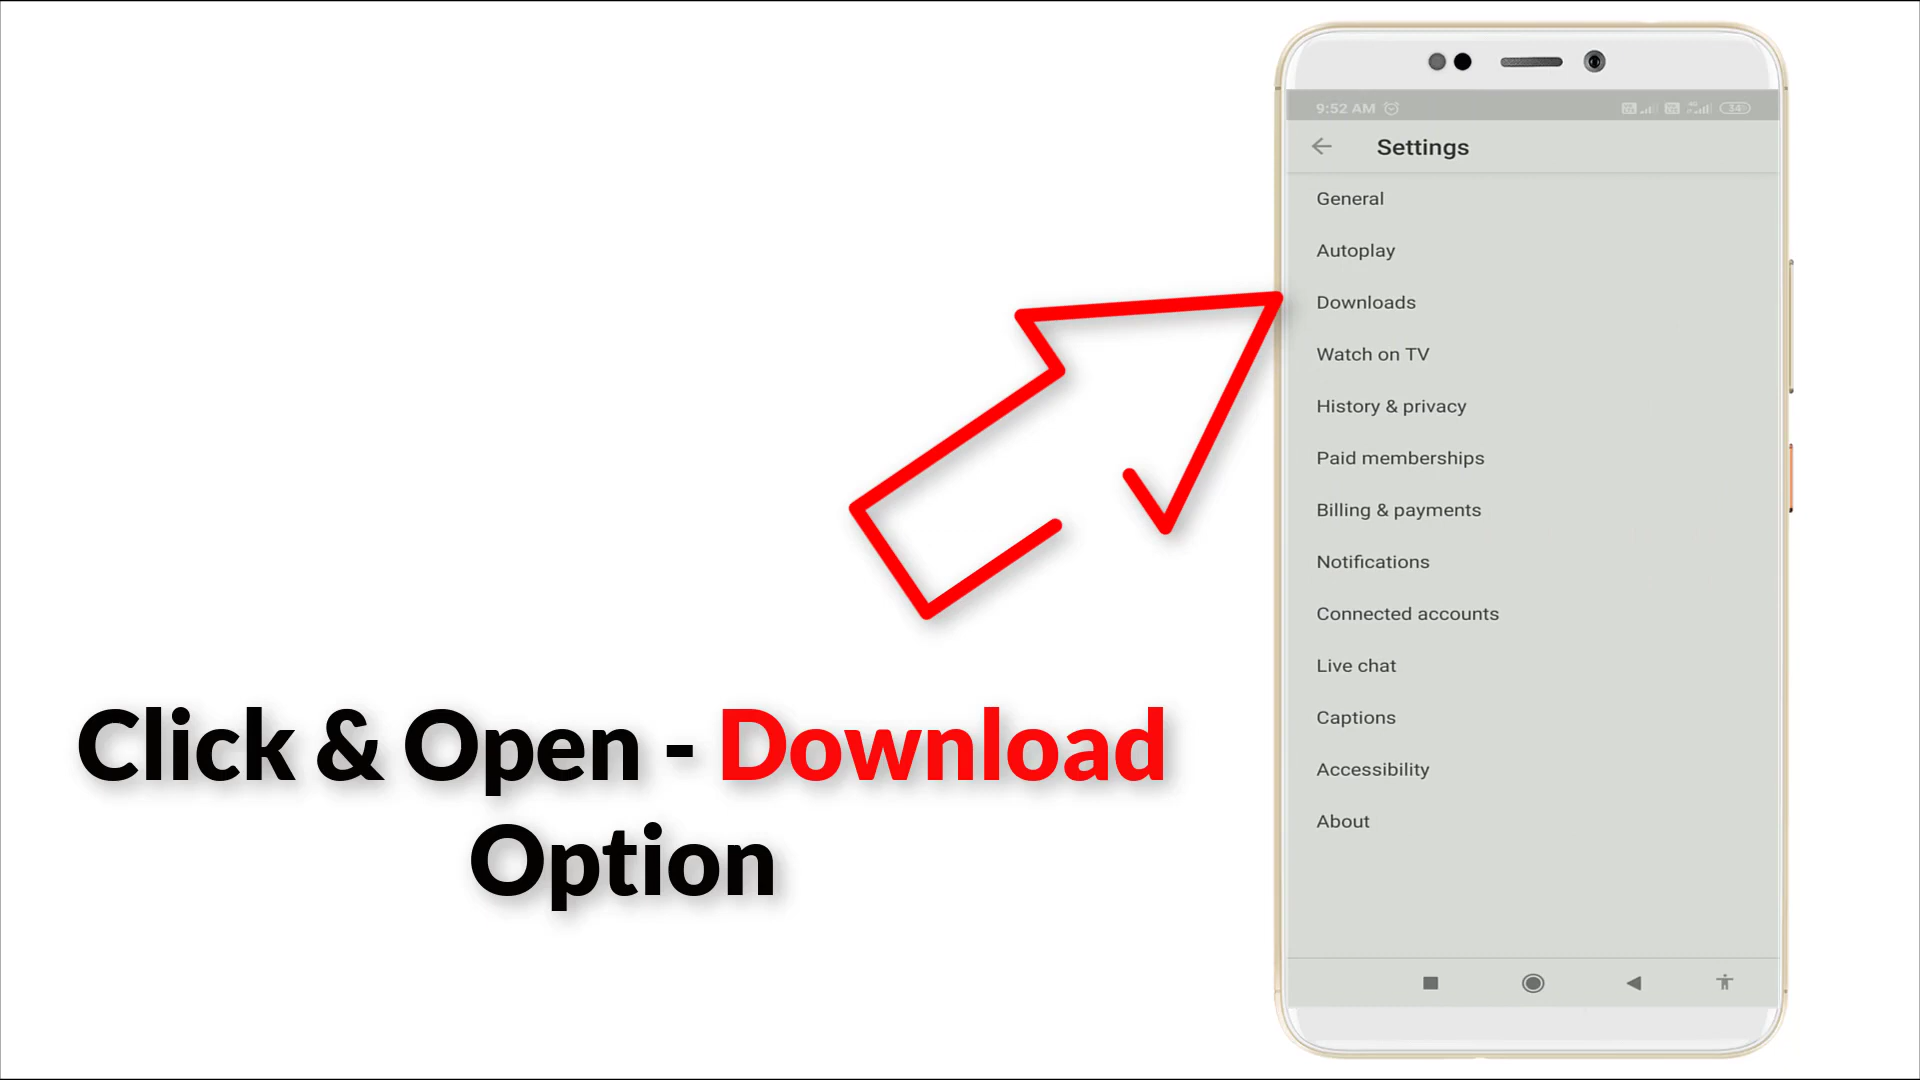 9:52 AM
Settings
General
Autoplay
Downloads
Watch on TV
History & privacy
Paid memberships
Billing & payments
Notifications
Connected accounts
Live chat
Captions
Accessibility
About
Click & Open - Download
Option